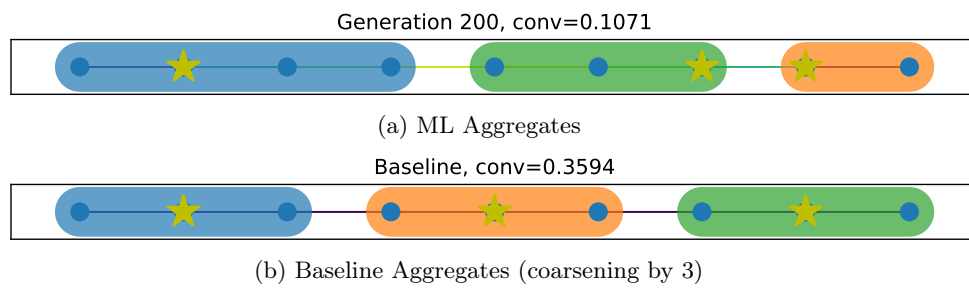 Generation 200, conv=0.1071
(a) ML Aggregates
Baseline, conv=0.3594
(b) Baseline Aggregates (coarsening by 3)